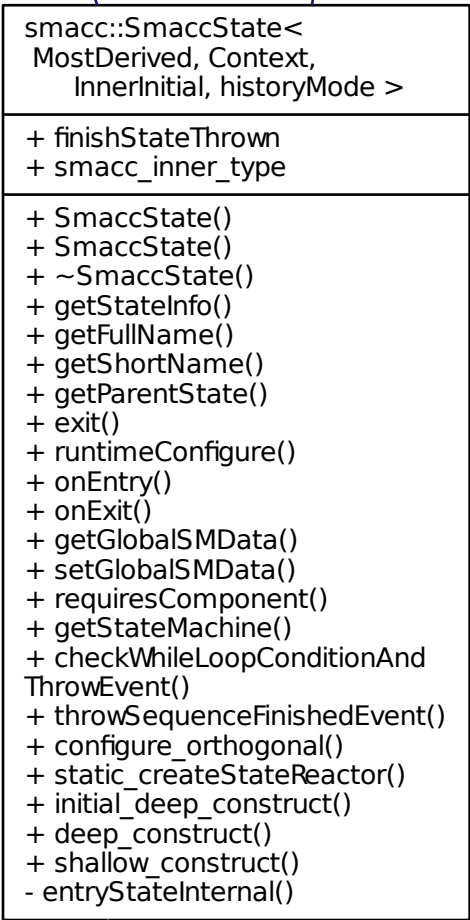 smacc::SmaccState<
MostDerived, Context,
InnerInitial, historyMode >
+ finishStateThrown
+ smacc_inner_type
+ SmaccState()
+ SmaccState()
+ ~SmaccState()
+ getStateInfo()
+ getFullName()
+ getShortName()
+ getParentState()
+ exit()
+ runtimeConfigure()
+ onEntry()
+ onExit()
+ getGlobalSMData()
+ setGlobalSMData()
+ requiresComponent()
+ getStateMachine()
+ checkWhileLoopConditionAnd
ThrowEvent()
+ throwSequenceFinishedEvent()
+ configure_orthogonal()
+ static_createStateReactor()
+ initial_deep_construct()
+ deep_construct()
+ shallow_construct()
- entryStateInternal()